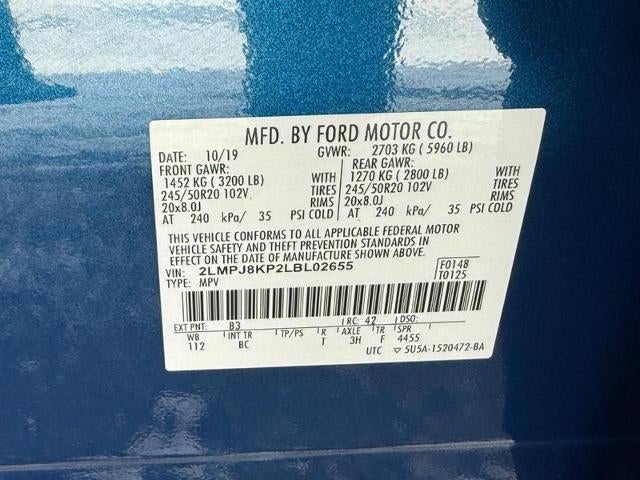 MFD. BY FORD MOTOR CO.
DATE: 10/19 GVWR: 2703 KG ( 5960 LB)
FRONT GAWR: REAR GAWR:
1452 KG ( 3200 LB) WITH 1270 KG ( 2800 LB) WITH
245/50R20 102V TIRES 245/50R20 102V TIRES
20x8.0J RIMS 20x8.0J RIMS
AT 240 kPa/ 35 PSI COLD AT 240 kPa/ 35 PSI COLD
THIS VEHICLE CONFORMS TO ALL APPLICABLE FEDERAL MOTOR
VEHICLE SAFETY AND THEFT PREVENTION STANDARDS IN
EFFECT ON THE DATE OF MANUFACTURE SHOWN ABOVE.
VIN: 2LMPJ8KP2LBL02655 F0148
TYPE: MPV T0125
EXT PNT: B3 RC: 42 DSO:
WB INT TR TP/PS R AXLE TR SPR
112 BC T 3H F 4455
UTC ▽ 5U5A-1520472-BA